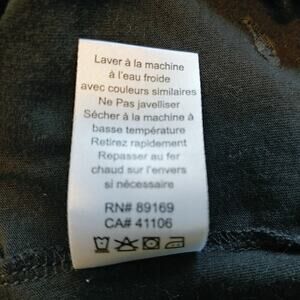 Laver à la machine
à l'eau froide
avec couleurs similaires
Ne Pas javelliser
Sécher à la machine à
basse température
Retirez rapidement
Repasser au fer
chaud sur l'envers
si nécessaire
RN# 89169
CA# 41106